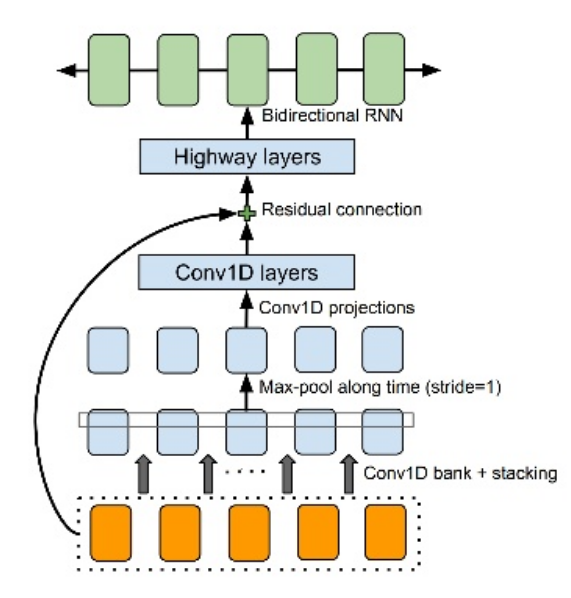 Bidirectional RNN
Highway layers
Residual connection
Conv1D layers
Conv1D projections
Max-pool along time (stride=1)
Conv1D bank + stacking